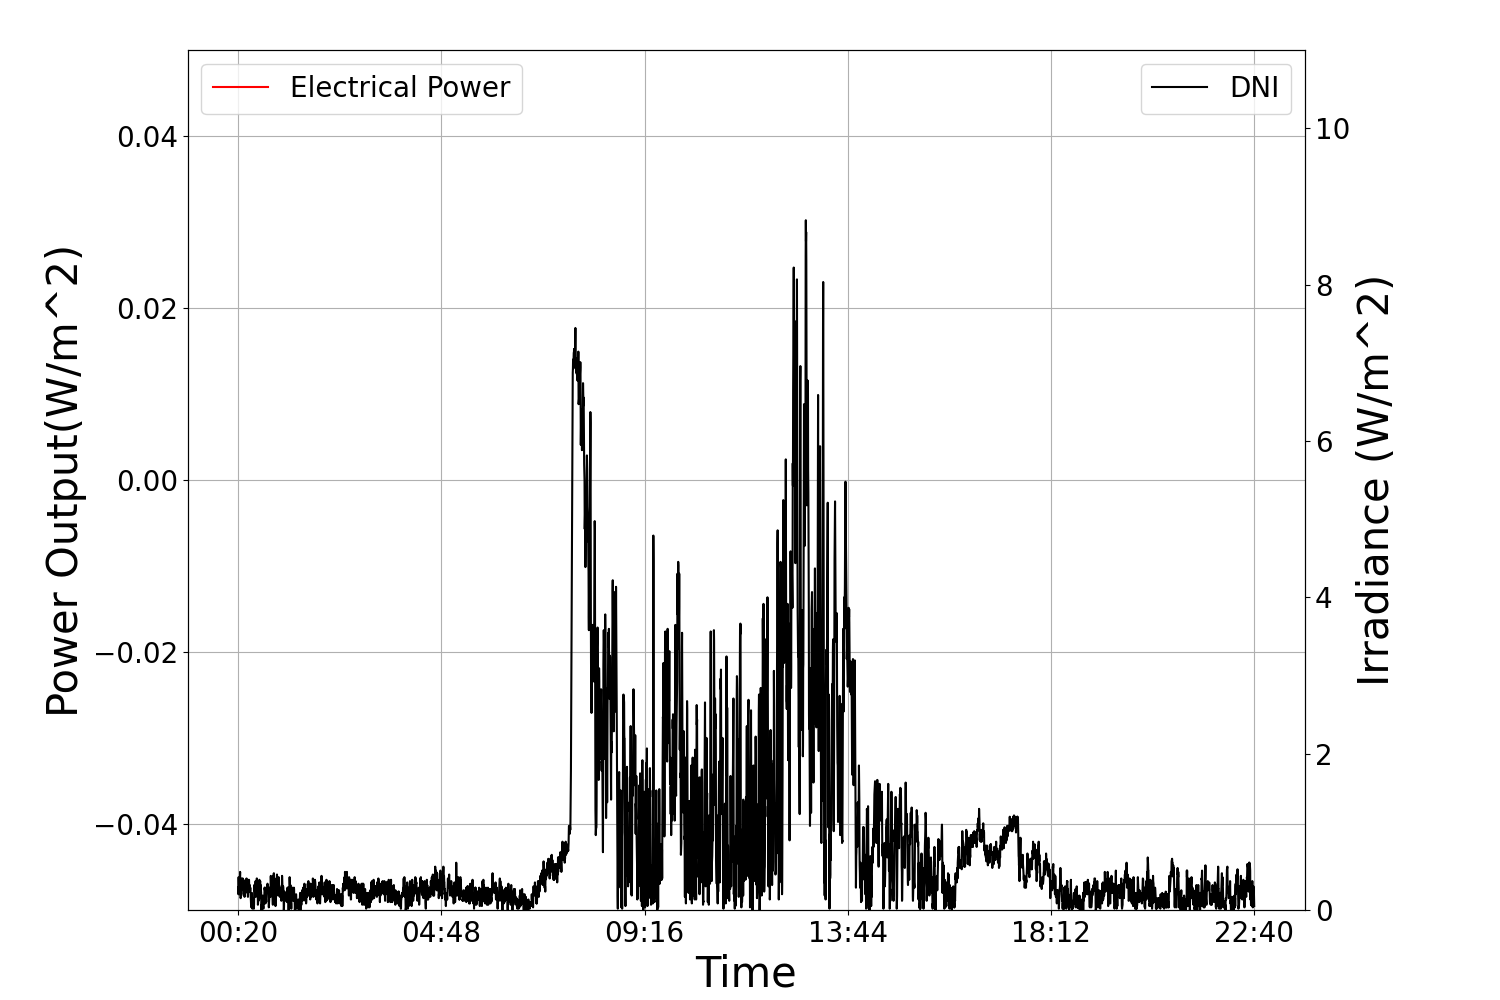 Electrical Power
DNI
Power Output(W/m^2)
0.04
0.02
0.00
−0.02
−0.04
10
8
6
4
2
0
Irradiance (W/m^2)
00:20 04:48 09:16 13:44 18:12 22:40
Time